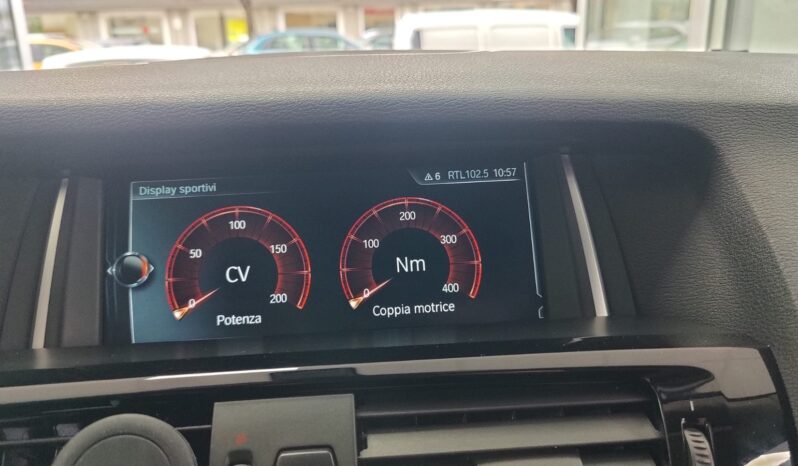 Display sportivi
6 RTL102.5 10:57
0 50 100 150 200
CV
Potenza
0 100 200 300 400
Nm
Coppia motrice